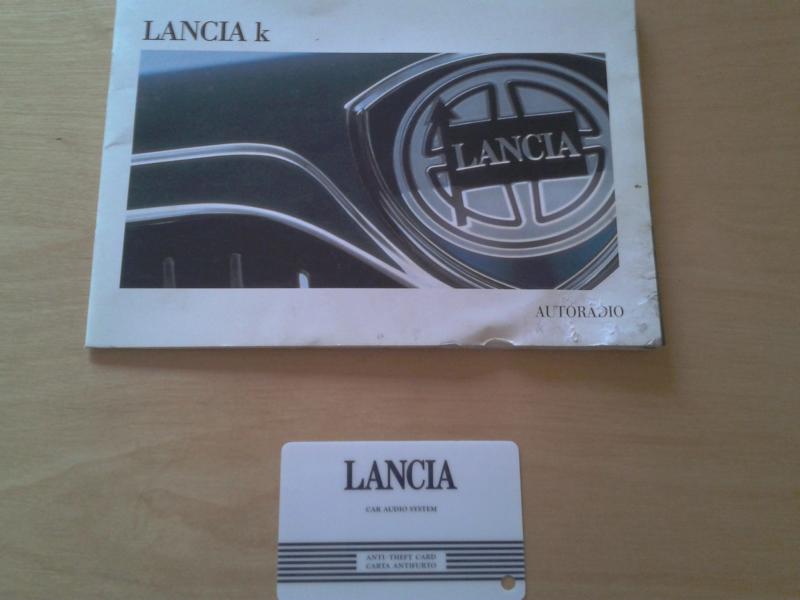 LANCIA k
LANCIA
AUTORADIO
LANCIA
CAR AUDIO SYSTEM
ANTI-THEFT CARD
CARTA ANTIFURTO